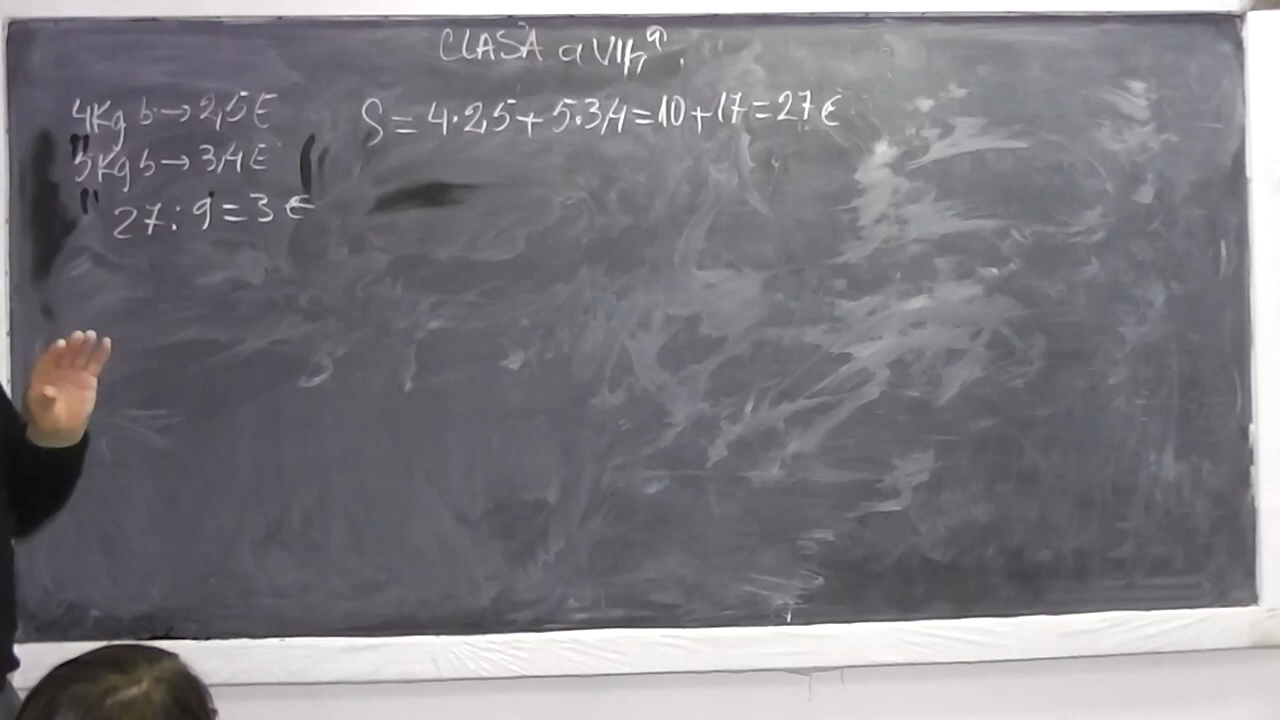 CLASA a VII-a
4Kg b → 2,5 €
5Kg b → 3,4 €
27 : 9 = 3 €
S = 4·2,5 + 5·3,4 = 10 + 17 = 27 €